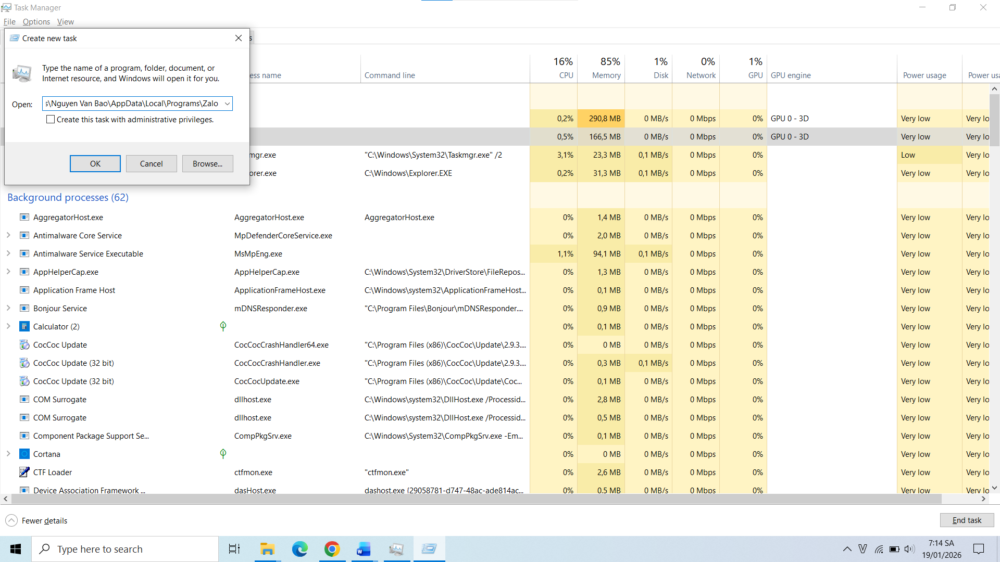 Task Manager
File Options View
Create new task
s
Type the name of a program, folder, document, or
Internet resource, and Windows will open it for you.
Open: s\Nguyen Van Bao\AppData\Local\Programs\Zalo
Create this task with administrative privileges.
OK Cancel Browse...
16% 85% 1% 0% 1%
ess name Command line CPU Memory Disk Network GPU GPU engine Power usage Power usa
0,2% 290,8 MB 0 MB/s 0 Mbps 0% GPU 0 - 3D Very low Very lo
0,5% 166,5 MB 0 MB/s 0 Mbps 0% GPU 0 - 3D Very low Very lo
mgr.exe "C:\Windows\System32\Taskmgr.exe" /2 3,1% 23,3 MB 0,1 MB/s 0 Mbps 0% Low Very lo
orer.exe C:\Windows\Explorer.EXE 0,2% 31,3 MB 0,1 MB/s 0 Mbps 0% Very low Very lo
Background processes (62)
AggregatorHost.exe AggregatorHost.exe AggregatorHost.exe 0% 1,4 MB 0 MB/s 0 Mbps 0% Very low Very lo
Antimalware Core Service MpDefenderCoreService.exe 0% 2,0 MB 0 MB/s 0 Mbps 0% Very low Very lo
Antimalware Service Executable MsMpEng.exe 1,1% 94,1 MB 0,1 MB/s 0 Mbps 0% Very low Very lo
AppHelperCap.exe AppHelperCap.exe C:\Windows\System32\DriverStore\FileRepos... 0% 1,3 MB 0 MB/s 0 Mbps 0% Very low Very lo
Application Frame Host ApplicationFrameHost.exe C:\Windows\system32\ApplicationFrameHost... 0% 0,1 MB 0 MB/s 0 Mbps 0% Very low Very lo
Bonjour Service mDNSResponder.exe "C:\Program Files\Bonjour\mDNSResponder.... 0% 0,9 MB 0 MB/s 0 Mbps 0% Very low Very lo
Calculator (2) 0% 0,1 MB 0 MB/s 0 Mbps 0% Very low Very lo
CocCoc Update CocCocCrashHandler64.exe "C:\Program Files (x86)\CocCoc\Update\2.9.3.... 0% 0 MB 0 MB/s 0 Mbps 0% Very low Very lo
CocCoc Update (32 bit) CocCocCrashHandler.exe "C:\Program Files (x86)\CocCoc\Update\2.9.3.... 0% 0,3 MB 0,1 MB/s 0 Mbps 0% Very low Very lo
CocCoc Update (32 bit) CocCocUpdate.exe "C:\Program Files (x86)\CocCoc\Update\Coc... 0% 0,1 MB 0 MB/s 0 Mbps 0% Very low Very lo
COM Surrogate dllhost.exe C:\Windows\system32\DllHost.exe /Processid... 0% 2,8 MB 0 MB/s 0 Mbps 0% Very low Very lo
COM Surrogate dllhost.exe C:\Windows\system32\DllHost.exe /Processid... 0% 0,5 MB 0 MB/s 0 Mbps 0% Very low Very lo
Component Package Support Se... CompPkgSrv.exe C:\Windows\System32\CompPkgSrv.exe -Em... 0% 0,1 MB 0 MB/s 0 Mbps 0% Very low Very lo
Cortana 0% 0 MB 0 MB/s 0 Mbps 0% Very low Very lo
CTF Loader ctfmon.exe "ctfmon.exe" 0% 2,6 MB 0 MB/s 0 Mbps 0% Very low Very lo
Device Association Framework ... dasHost.exe dashost.exe {29058781-d747-48ac-ade814ac... 0% 0,5 MB 0 MB/s 0 Mbps 0% Very low Very lo
Fewer details End task
Type here to search
V
7:14 SA
19/01/2026